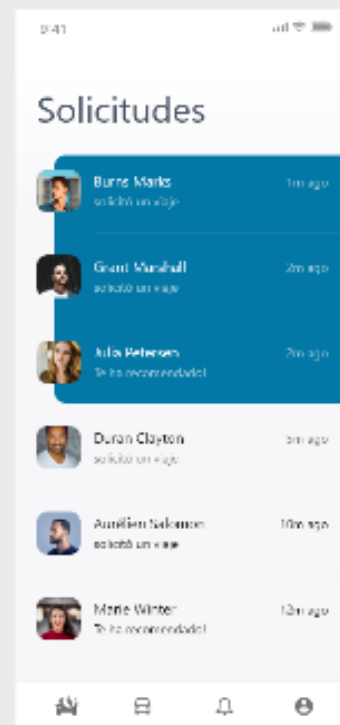 9:41
Solicitudes
Burns Marks
1m ago
solicitó un viaje
Grant Marshall
2m ago
solicitó un viaje
Julia Petersen
2m ago
Te ha recomendado!
Duran Clayton
5m ago
solicitó un viaje
Aurélien Salomon
10m ago
solicitó un viaje
Marie Winter
12m ago
Te ha recomendado!